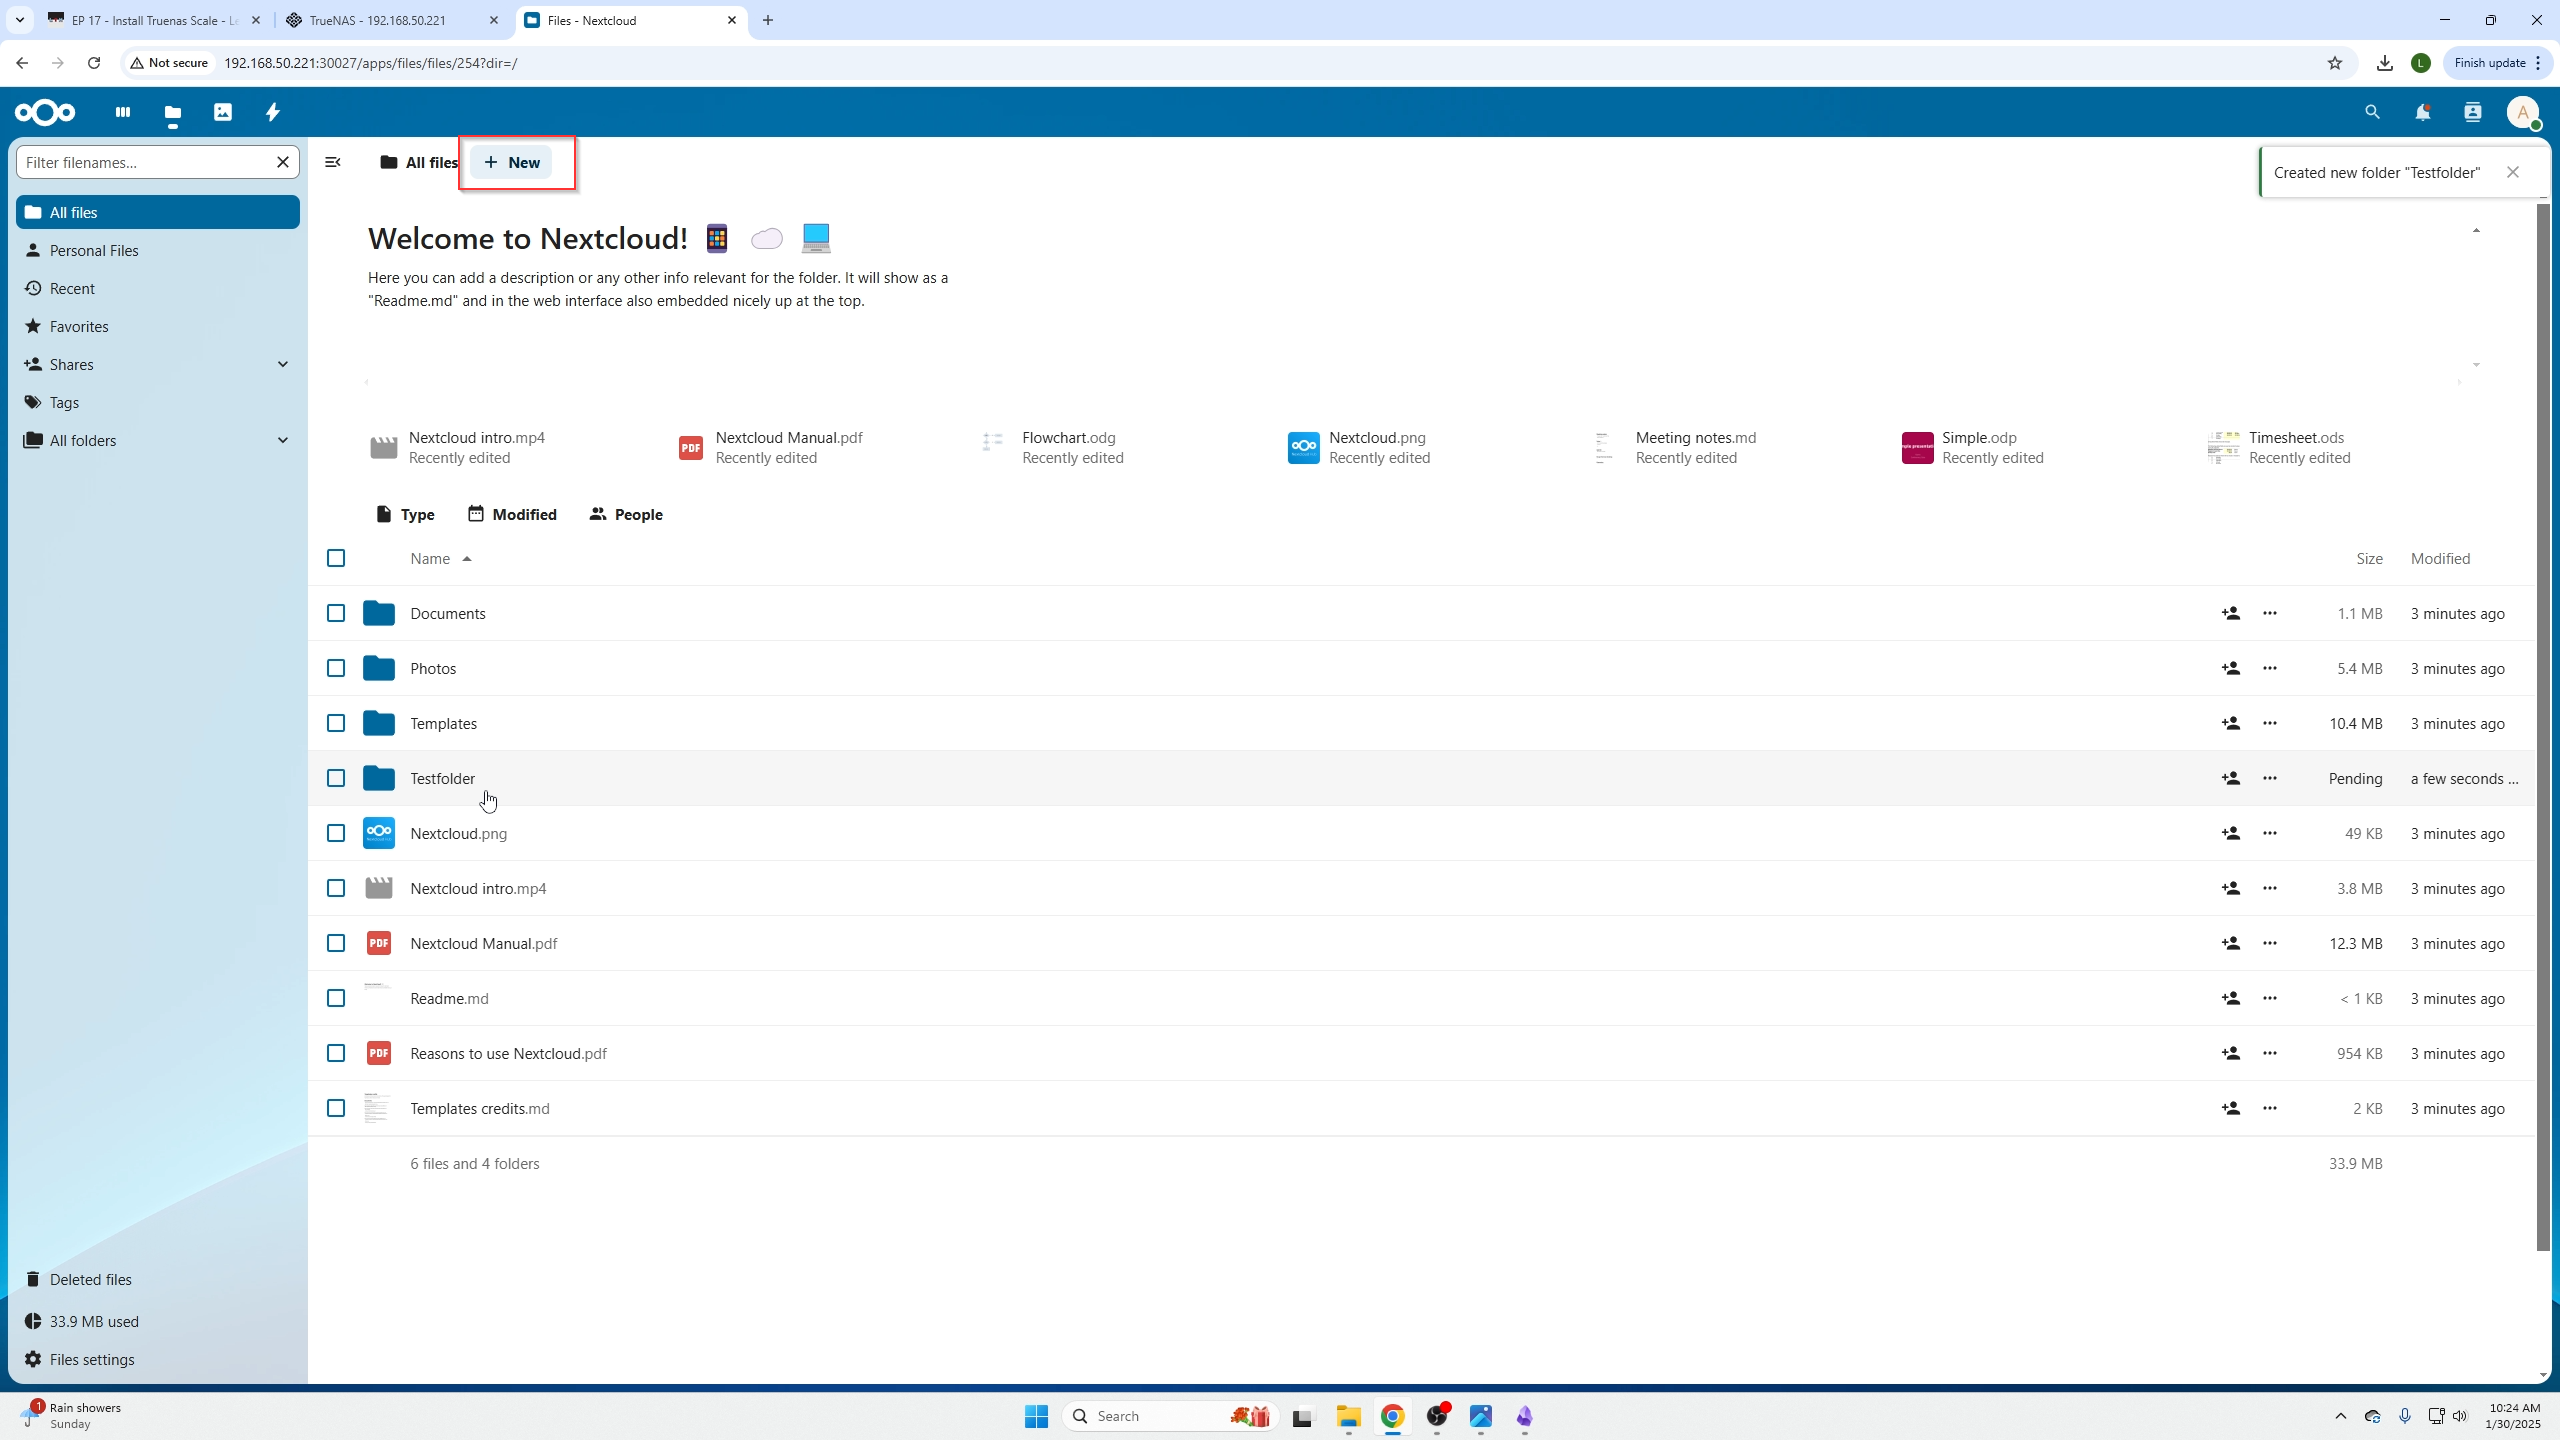 EP 17 - Install Truenas Scale - Le
TrueNAS - 192.168.50.221
Files - Nextcloud
Not secure
192.168.50.221:30027/apps/files/files/254?dir=/
L
Finish update
A
Filter filenames...
All files
+ New
Created new folder "Testfolder"
All files
Personal Files
Recent
Favorites
Shares
Tags
All folders
Welcome to Nextcloud!
Here you can add a description or any other info relevant for the folder. It will show as a
"Readme.md" and in the web interface also embedded nicely up at the top.
Nextcloud intro.mp4
Recently edited
PDF
Nextcloud Manual.pdf
Recently edited
Flowchart.odg
Recently edited
Nextcloud.png
Recently edited
Meeting notes.md
Recently edited
Simple.odp
Recently edited
Timesheet.ods
Recently edited
Type Modified People
Name Size Modified
Documents 1.1 MB 3 minutes ago
Photos 5.4 MB 3 minutes ago
Templates 10.4 MB 3 minutes ago
Testfolder Pending a few seconds ...
Nextcloud.png 49 KB 3 minutes ago
Nextcloud intro.mp4 3.8 MB 3 minutes ago
PDF Nextcloud Manual.pdf 12.3 MB 3 minutes ago
Readme.md < 1 KB 3 minutes ago
PDF Reasons to use Nextcloud.pdf 954 KB 3 minutes ago
Templates credits.md 2 KB 3 minutes ago
6 files and 4 folders 33.9 MB
Deleted files
33.9 MB used
Files settings
1
Rain showers
Sunday
Search
10:24 AM
1/30/2025